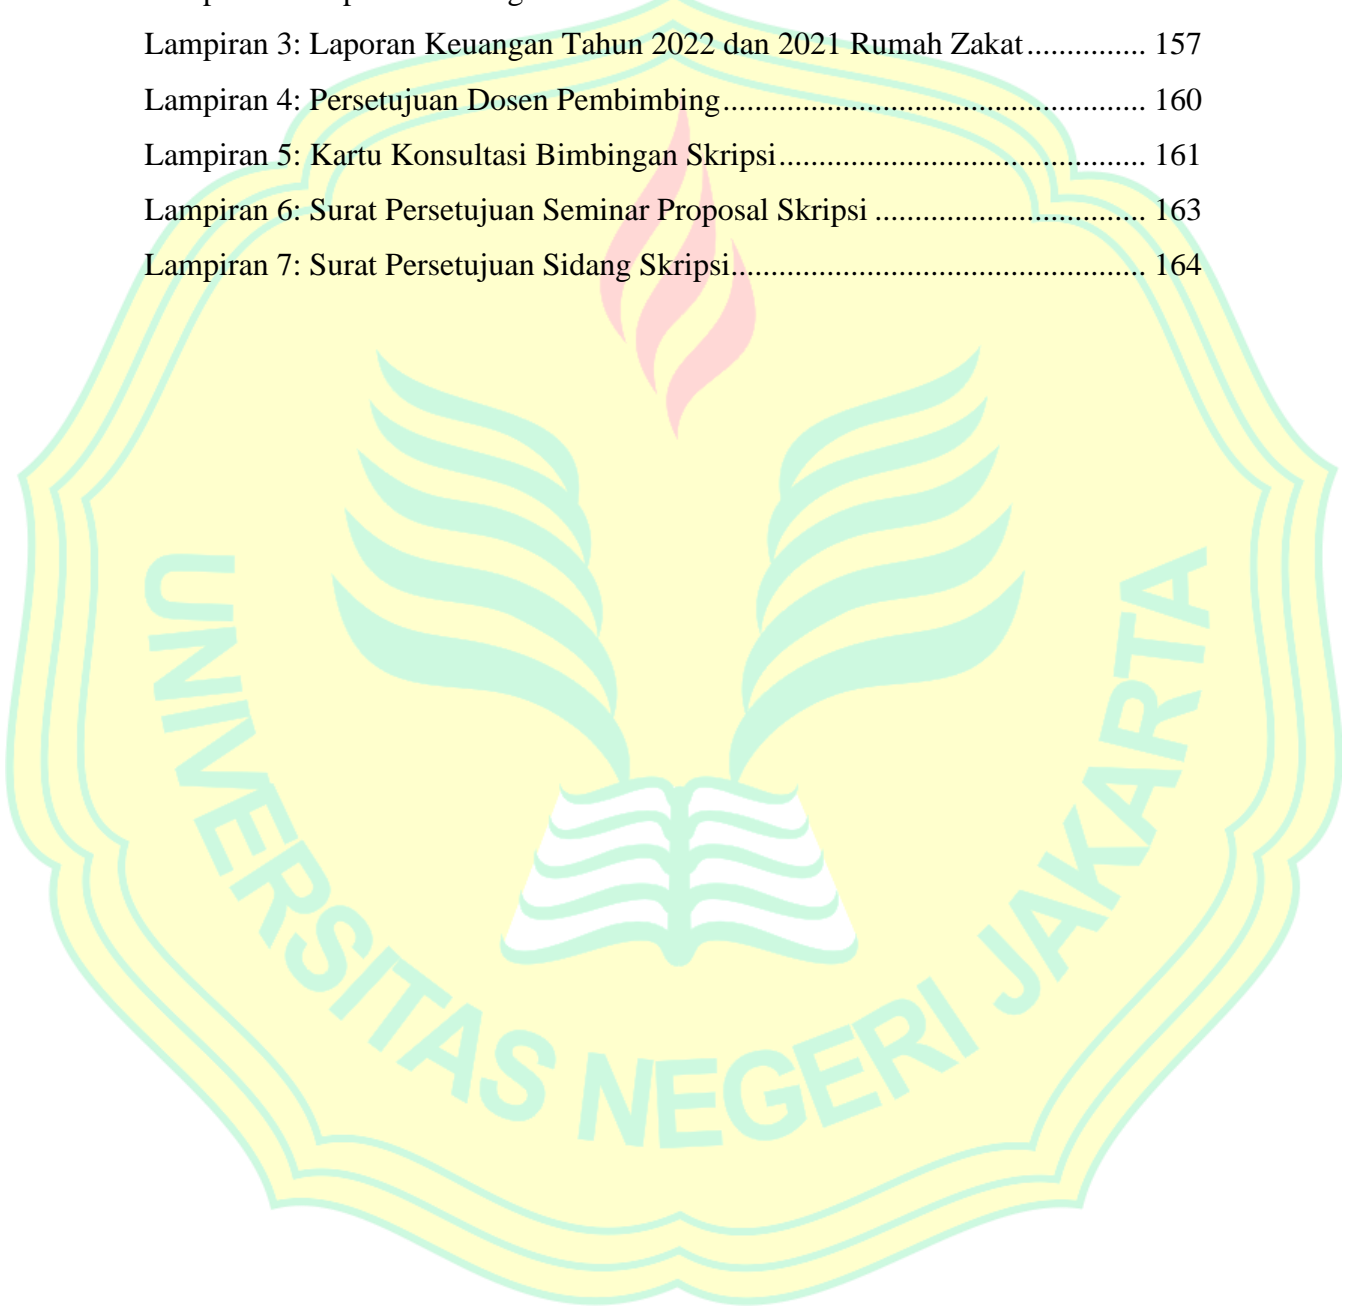 Lampiran 3: Laporan Keuangan Tahun 2022 dan 2021 Rumah Zakat ............... 157
Lampiran 4: Persetujuan Dosen Pembimbing ..................................................... 160
Lampiran 5: Kartu Konsultasi Bimbingan Skripsi .............................................. 161
Lampiran 6: Surat Persetujuan Seminar Proposal Skripsi .................................. 163
Lampiran 7: Surat Persetujuan Sidang Skripsi .................................................... 164
UNIVERSITAS NEGERI JAKARTA